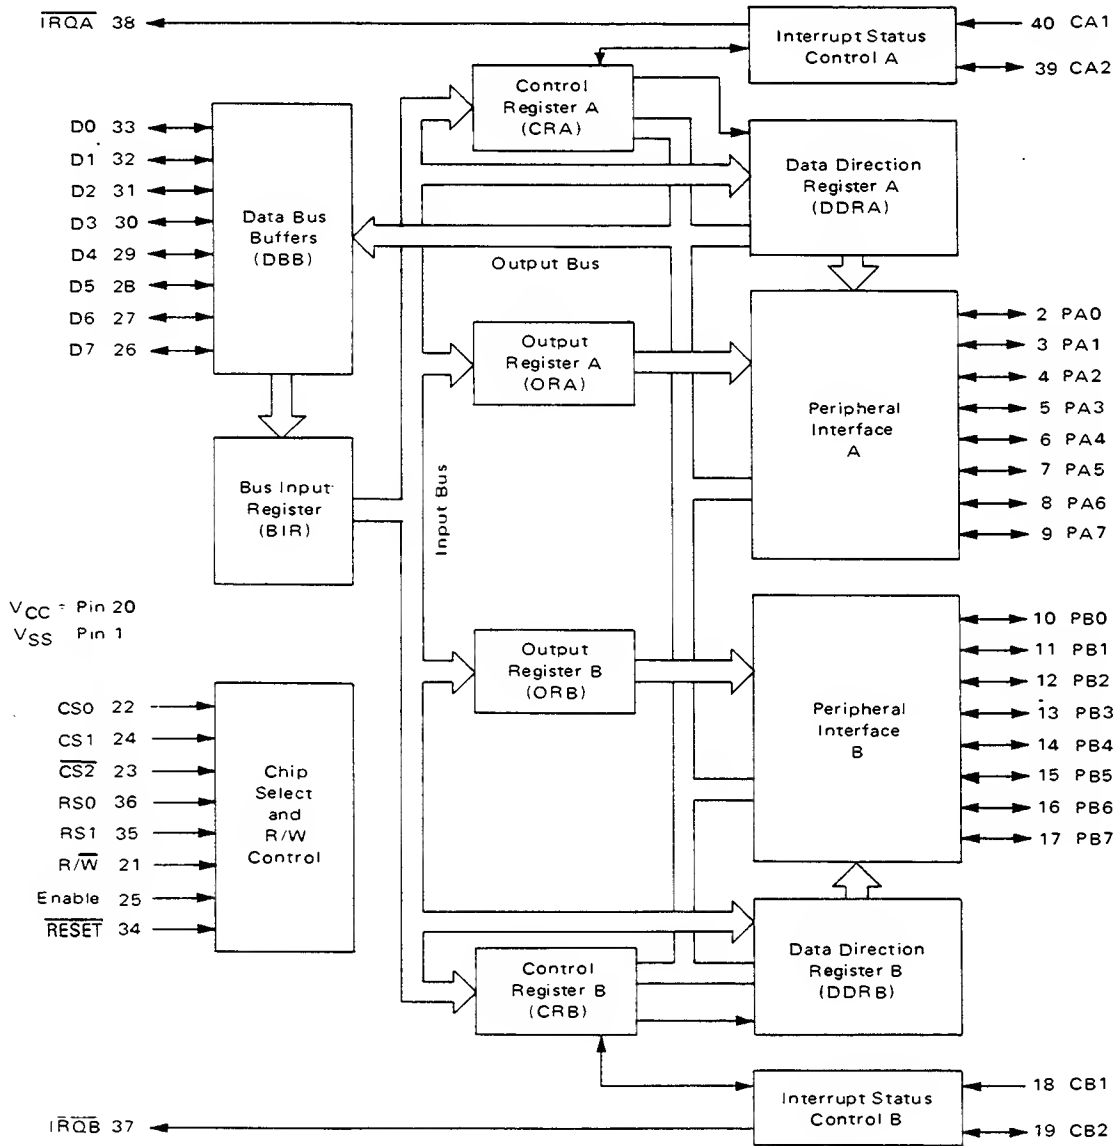 IRQA 38
Interrupt Status
Control A
40 CA1
39 CA2
Control
Register A
(CRA)
D0 33
D1 32
D2 31
D3 30
D4 29
D5 2B
D6 27
D7 26
Data Bus
Buffers
(DBB)
Data Direction
Register A
(DDRA)
Output Bus
Output
Register A
(ORA)
Peripheral
Interface
A
2 PA0
3 PA1
4 PA2
5 PA3
6 PA4
7 PA5
8 PA6
9 PA7
Bus Input
Register
(BIR)
Input Bus
VCC = Pin 20
VSS Pin 1
Output
Register B
(ORB)
Peripheral
Interface
B
10 PB0
11 PB1
12 PB2
13 PB3
14 PB4
15 PB5
16 PB6
17 PB7
CS0 22
CS1 24
CS2 23
RS0 36
RS1 35
R/W 21
Enable 25
RESET 34
Chip
Select
and
R/W
Control
Control
Register B
(CRB)
Data Direction
Register B
(DDRB)
Interrupt Status
Control B
18 CB1
19 CB2
IRQB 37